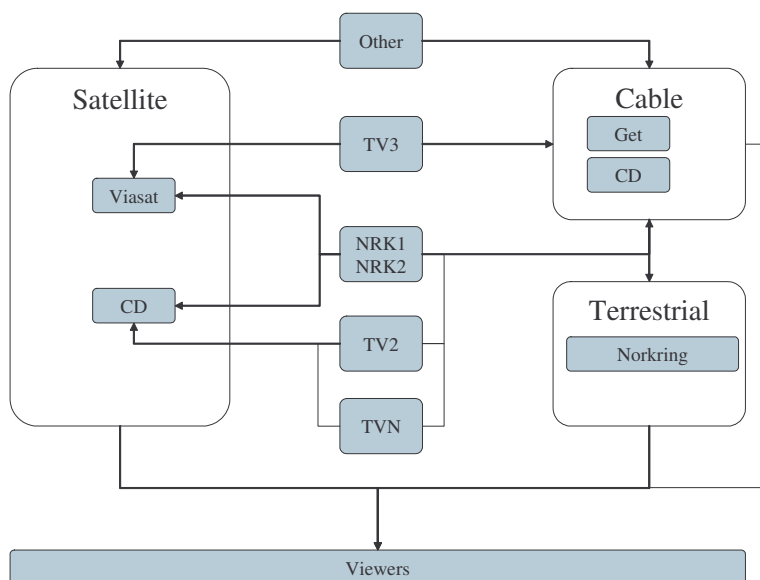 Other
Satellite
Cable
TV3
Get
CD
Viasat
NRK1
NRK2
CD
Terrestrial
TV2
Norkring
TVN
Viewers